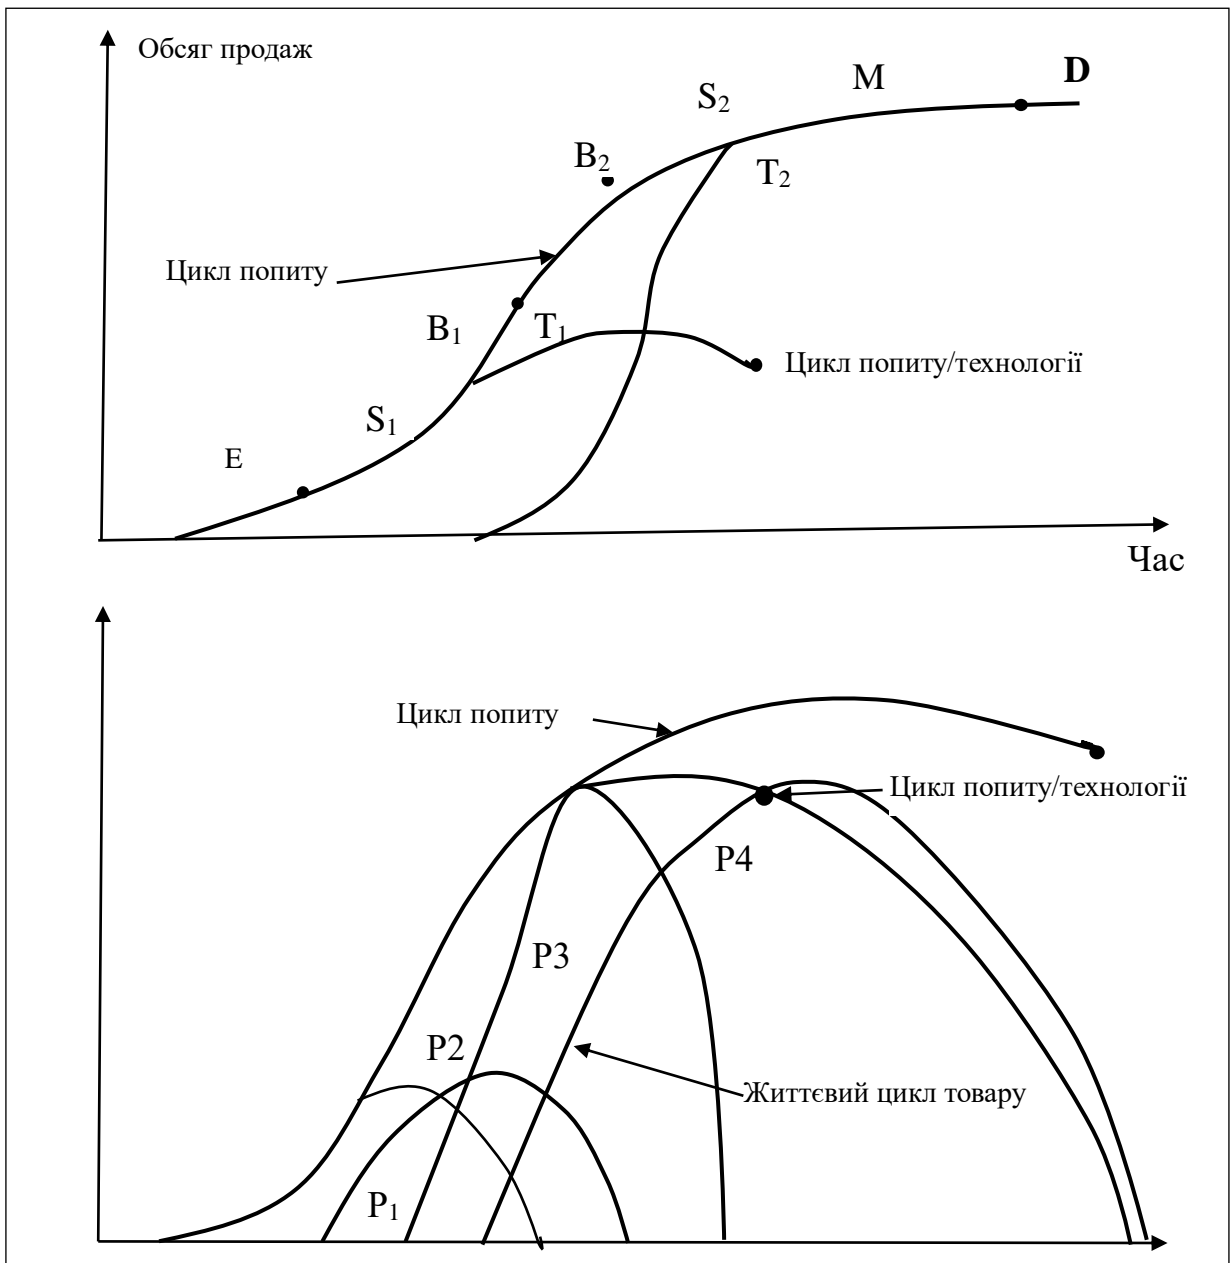 Обсяг продаж
D
M
S₂
B₂
T₂
Цикл попиту
B₁
T₁
Цикл попиту/технології
S₁
E
Час
Цикл попиту
Цикл попиту/технології
P4
P3
P2
Життєвий цикл товару
P₁